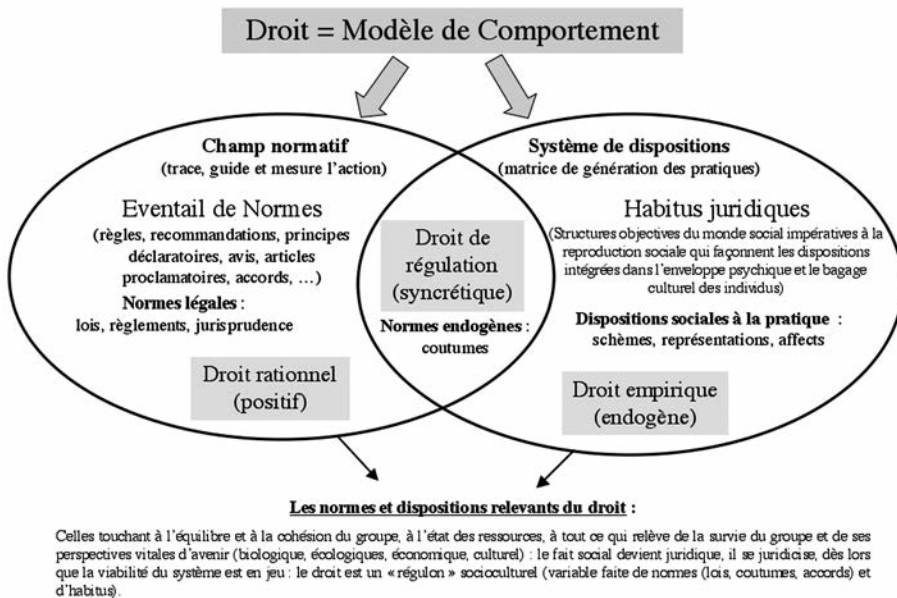 Droit = Modèle de Comportement
Champ normatif
(trace, guide et mesure l'action)
Eventail de Normes
(règles, recommandations, principes
déclaratoires, avis, articles
proclamatoires, accords, …)
Normes légales :
lois, règlements, jurisprudence
Droit rationnel
(positif)
Droit de
régulation
(syncrétique)
Normes endogènes :
coutumes
Système de dispositions
(matrice de génération des pratiques)
Habitus juridiques
(Structures objectives du monde social impératives à la
reproduction sociale qui façonnent les dispositions
intégrées dans l'enveloppe psychique et le bagage
culturel des individus)
Dispositions sociales à la pratique :
schèmes, représentations, affects
Droit empirique
(endogène)
Les normes et dispositions relevants du droit :
Celles touchant à l'équilibre et à la cohésion du groupe, à l'état des ressources, à tout ce qui relève de la survie du groupe et de ses
perspectives vitales d'avenir (biologique, écologiques, économique, culturel) : le fait social devient juridique, il se juridicise, dès lors
que la viabilité du système est en jeu : le droit est un « régulon » socioculturel (variable faite de normes (lois, coutumes, accords) et
d'habitus).